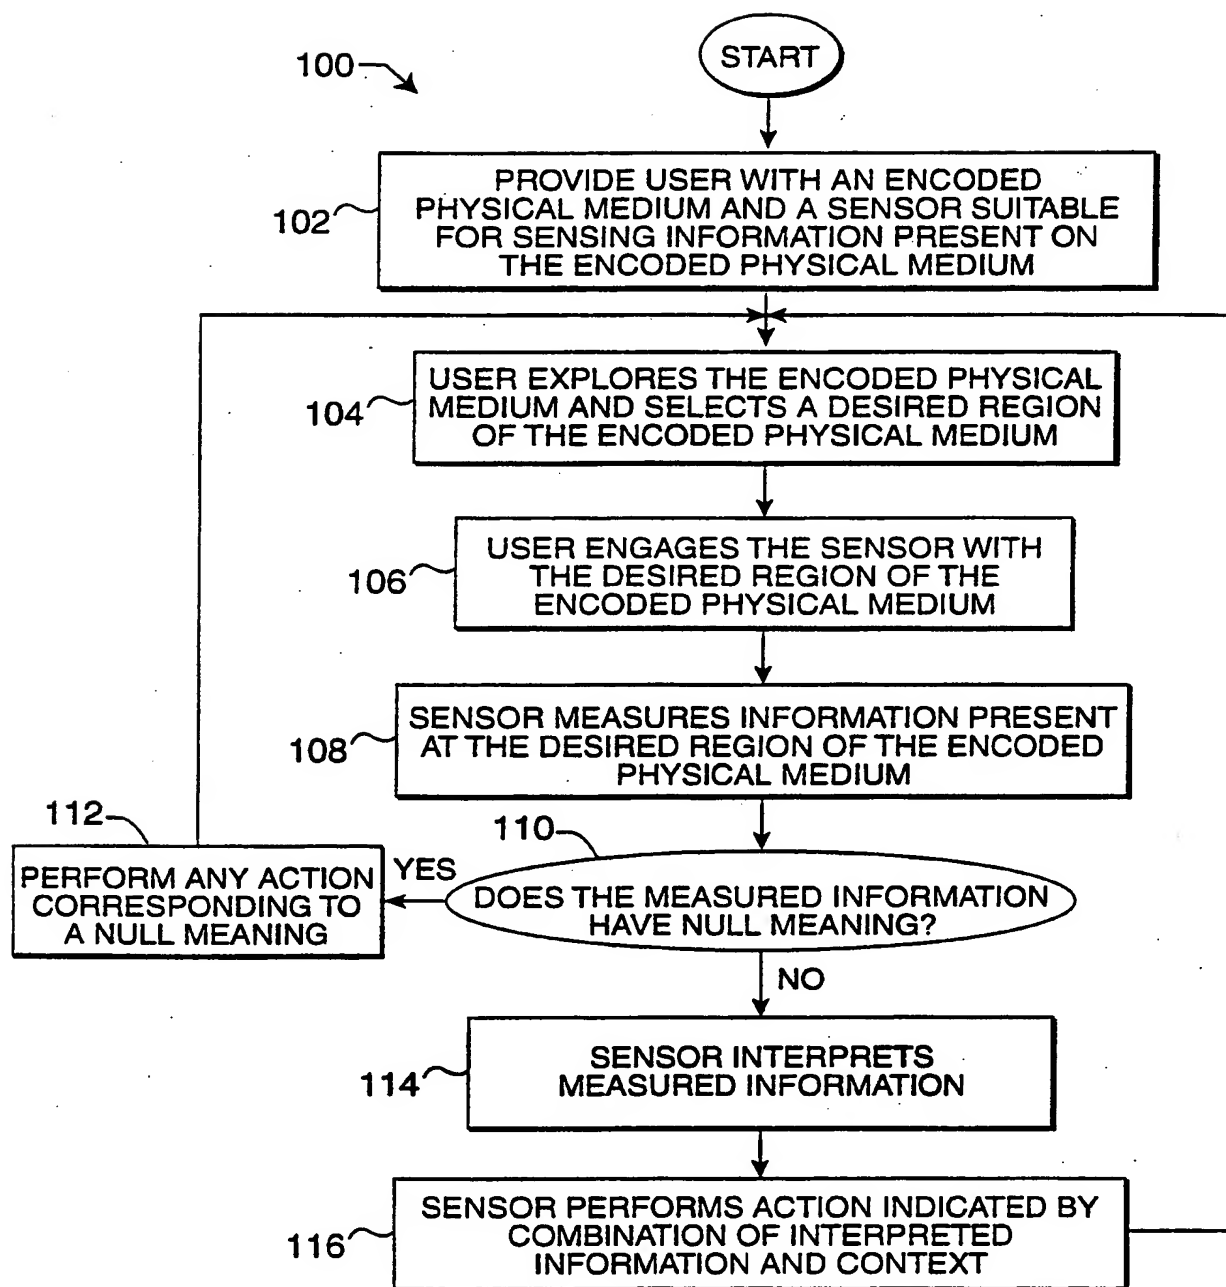 START
100
PROVIDE USER WITH AN ENCODED
PHYSICAL MEDIUM AND A SENSOR SUITABLE
FOR SENSING INFORMATION PRESENT ON
THE ENCODED PHYSICAL MEDIUM
102
USER EXPLORES THE ENCODED PHYSICAL
MEDIUM AND SELECTS A DESIRED REGION
OF THE ENCODED PHYSICAL MEDIUM
104
USER ENGAGES THE SENSOR WITH
THE DESIRED REGION OF THE
ENCODED PHYSICAL MEDIUM
106
SENSOR MEASURES INFORMATION PRESENT
AT THE DESIRED REGION OF THE ENCODED
PHYSICAL MEDIUM
108
112
110
PERFORM ANY ACTION
CORRESPONDING TO
A NULL MEANING
YES
DOES THE MEASURED INFORMATION
HAVE NULL MEANING?
NO
SENSOR INTERPRETS
MEASURED INFORMATION
114
SENSOR PERFORMS ACTION INDICATED BY
COMBINATION OF INTERPRETED
INFORMATION AND CONTEXT
116